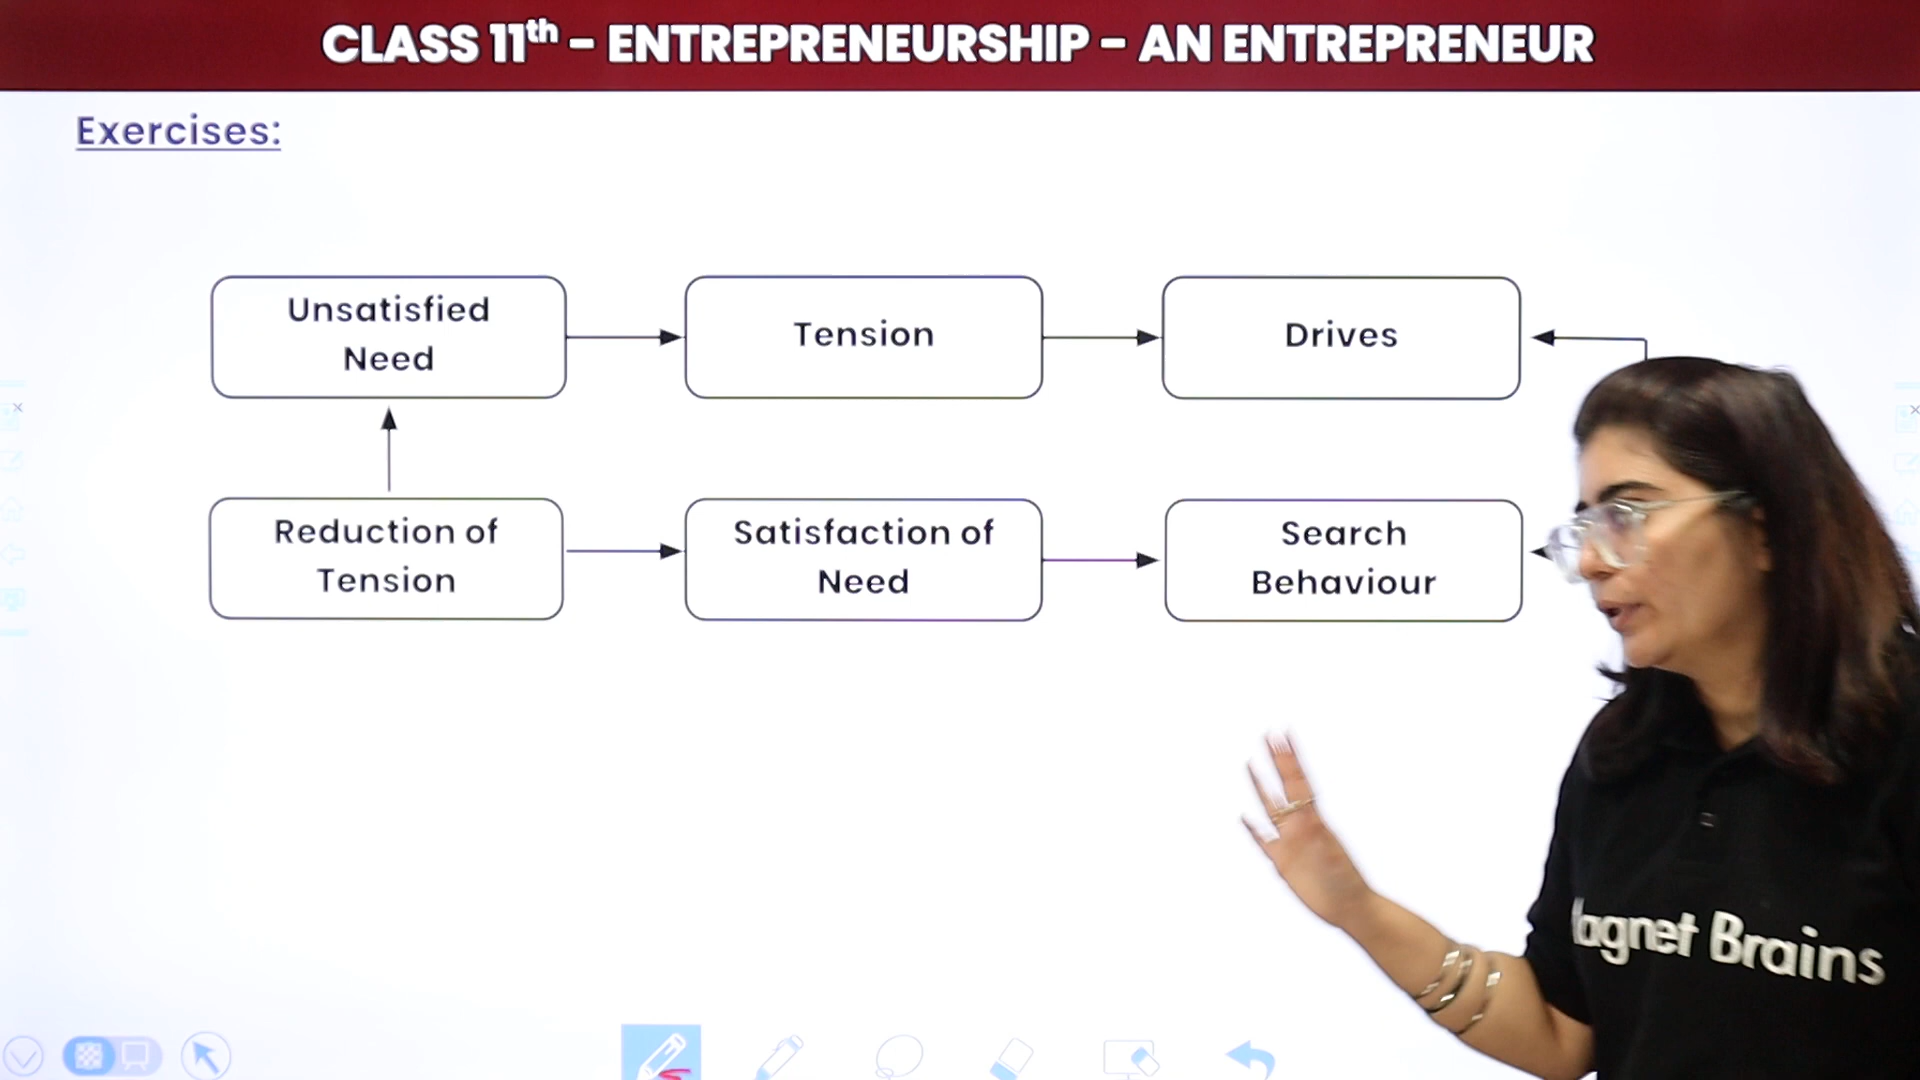 CLASS 11th – ENTREPRENEURSHIP – AN ENTREPRENEUR
Exercises:
Unsatisfied
Need
Tension
Drives
Reduction of
Tension
Satisfaction of
Need
Search
Behaviour
agnet Brains